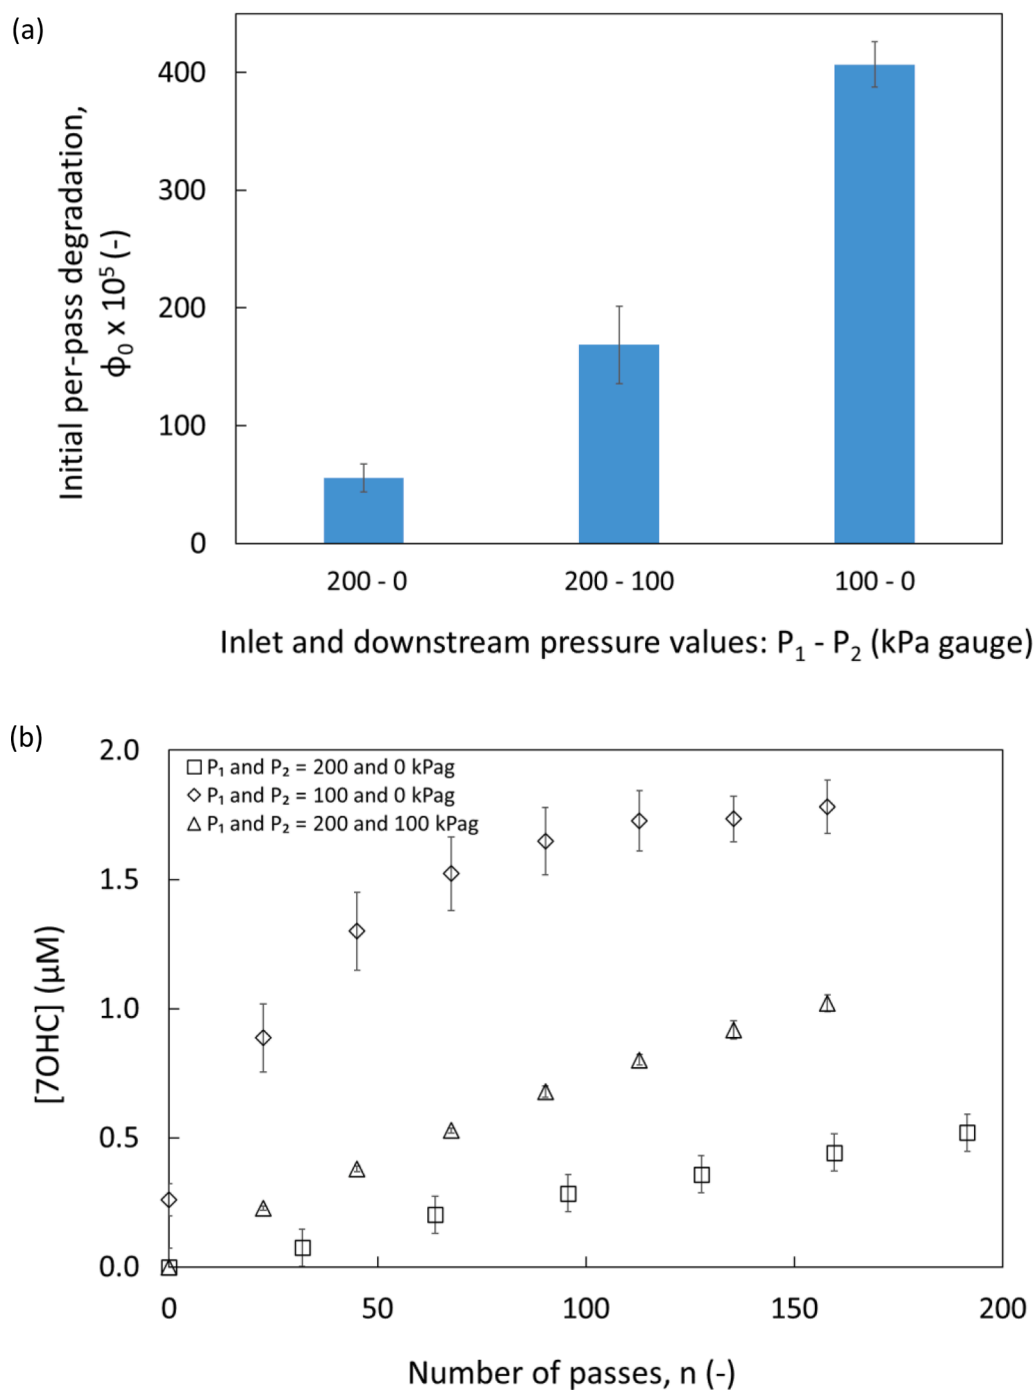 (a)
Initial per-pass degradation,
ϕ₀ x 10⁵ (-)
400
300
200
100
0
200 - 0
200 - 100
100 - 0
Inlet and downstream pressure values: P₁ - P₂ (kPa gauge)
(b)
[7OHC] (μM)
2.0
1.5
1.0
0.5
0.0
P₁ and P₂ = 200 and 0 kPag
P₁ and P₂ = 100 and 0 kPag
P₁ and P₂ = 200 and 100 kPag
0
50
100
150
200
Number of passes, n (-)